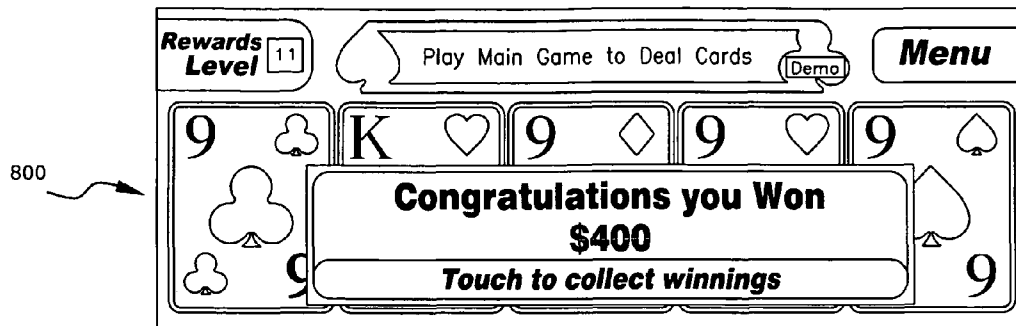 Rewards Level 11
Play Main Game to Deal Cards
Demo
Menu
800
9 K 9 9 9
Congratulations you Won
$400
Touch to collect winnings
9 9